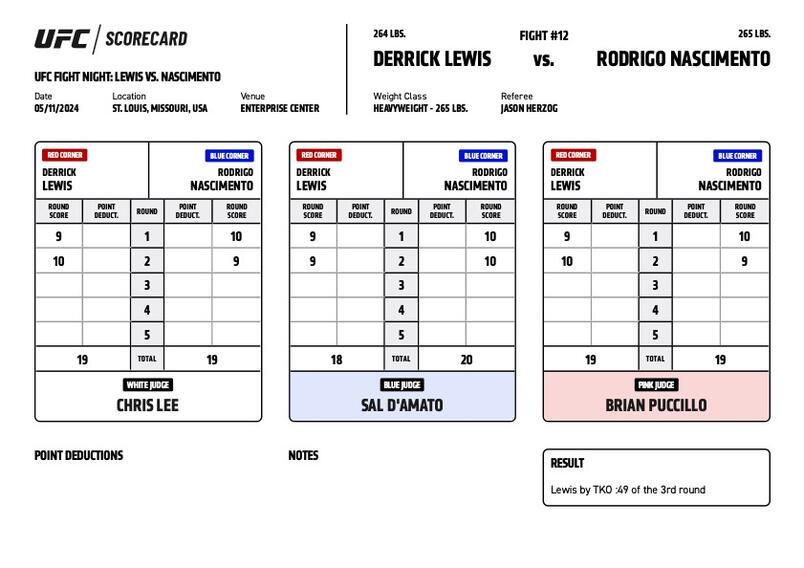 UFC / SCORECARD
UFC FIGHT NIGHT: LEWIS VS. NASCIMENTO
Date Location Venue
05/11/2024 ST. LOUIS, MISSOURI, USA ENTERPRISE CENTER
264 LBS. FIGHT #12 265 LBS.
DERRICK LEWIS vs. RODRIGO NASCIMENTO
Weight Class Referee
HEAVYWEIGHT - 265 LBS. JASON HERZOG
RED CORNER BLUE CORNER
DERRICK RODRIGO
LEWIS NASCIMENTO
ROUND POINT ROUND POINT ROUND
SCORE DEDUCT. DEDUCT. SCORE
9 1 10
10 2 9
3
4
5
19 TOTAL 19
WHITE JUDGE
CHRIS LEE
RED CORNER BLUE CORNER
DERRICK RODRIGO
LEWIS NASCIMENTO
ROUND POINT ROUND POINT ROUND
SCORE DEDUCT. DEDUCT. SCORE
9 1 10
9 2 10
3
4
5
18 TOTAL 20
BLUE JUDGE
SAL D'AMATO
RED CORNER BLUE CORNER
DERRICK RODRIGO
LEWIS NASCIMENTO
ROUND POINT ROUND POINT ROUND
SCORE DEDUCT. DEDUCT. SCORE
9 1 10
10 2 9
3
4
5
19 TOTAL 19
PINK JUDGE
BRIAN PUCCILLO
POINT DEDUCTIONS
NOTES
RESULT
Lewis by TKO :49 of the 3rd round